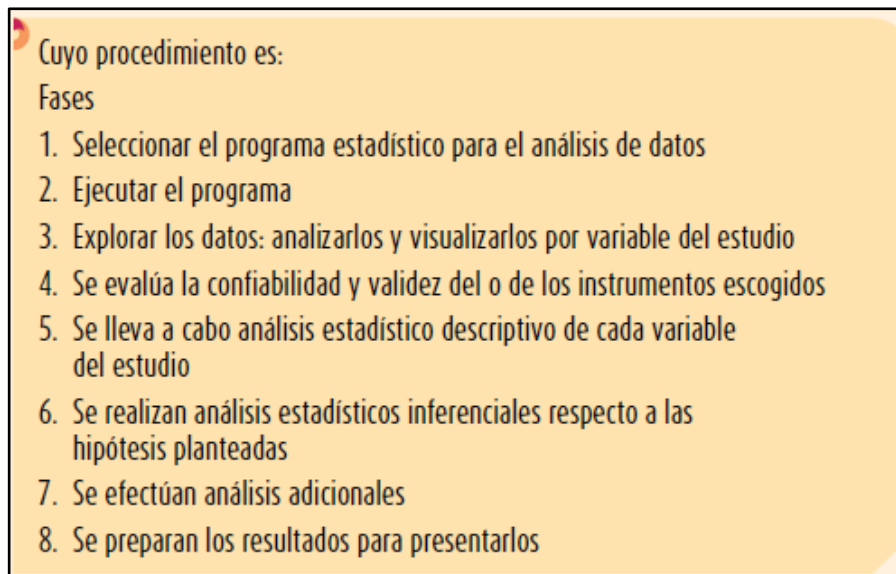 Cuyo procedimiento es:
Fases
1. Seleccionar el programa estadístico para el análisis de datos
2. Ejecutar el programa
3. Explorar los datos: analizarlos y visualizarlos por variable del estudio
4. Se evalúa la confiabilidad y validez del o de los instrumentos escogidos
5. Se lleva a cabo análisis estadístico descriptivo de cada variable
del estudio
6. Se realizan análisis estadísticos inferenciales respecto a las
hipótesis planteadas
7. Se efectúan análisis adicionales
8. Se preparan los resultados para presentarlos